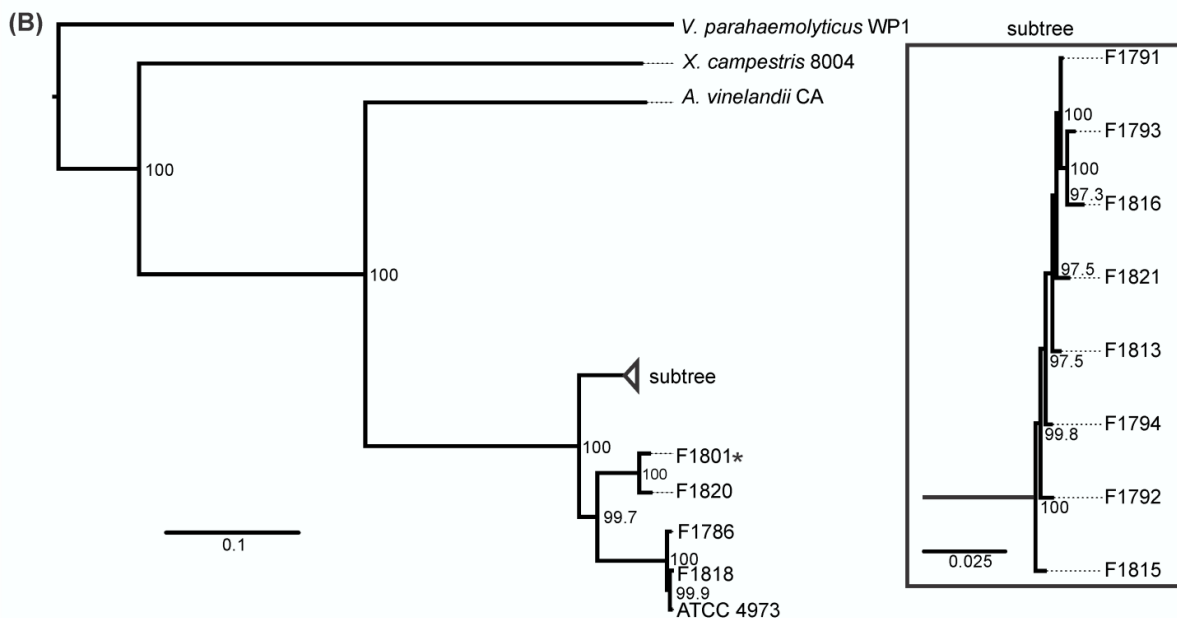 (B)
V. parahaemolyticus WP1
X. campestris 8004
A. vinelandii CA
100
100
subtree
100
F1801*
100
F1820
99.7
F1786
100
F1818
99.9
ATCC 4973
0.1
subtree
F1791
100
F1793
100
97.3
F1816
97.5
F1821
F1813
97.5
F1794
99.8
F1792
100
0.025
F1815